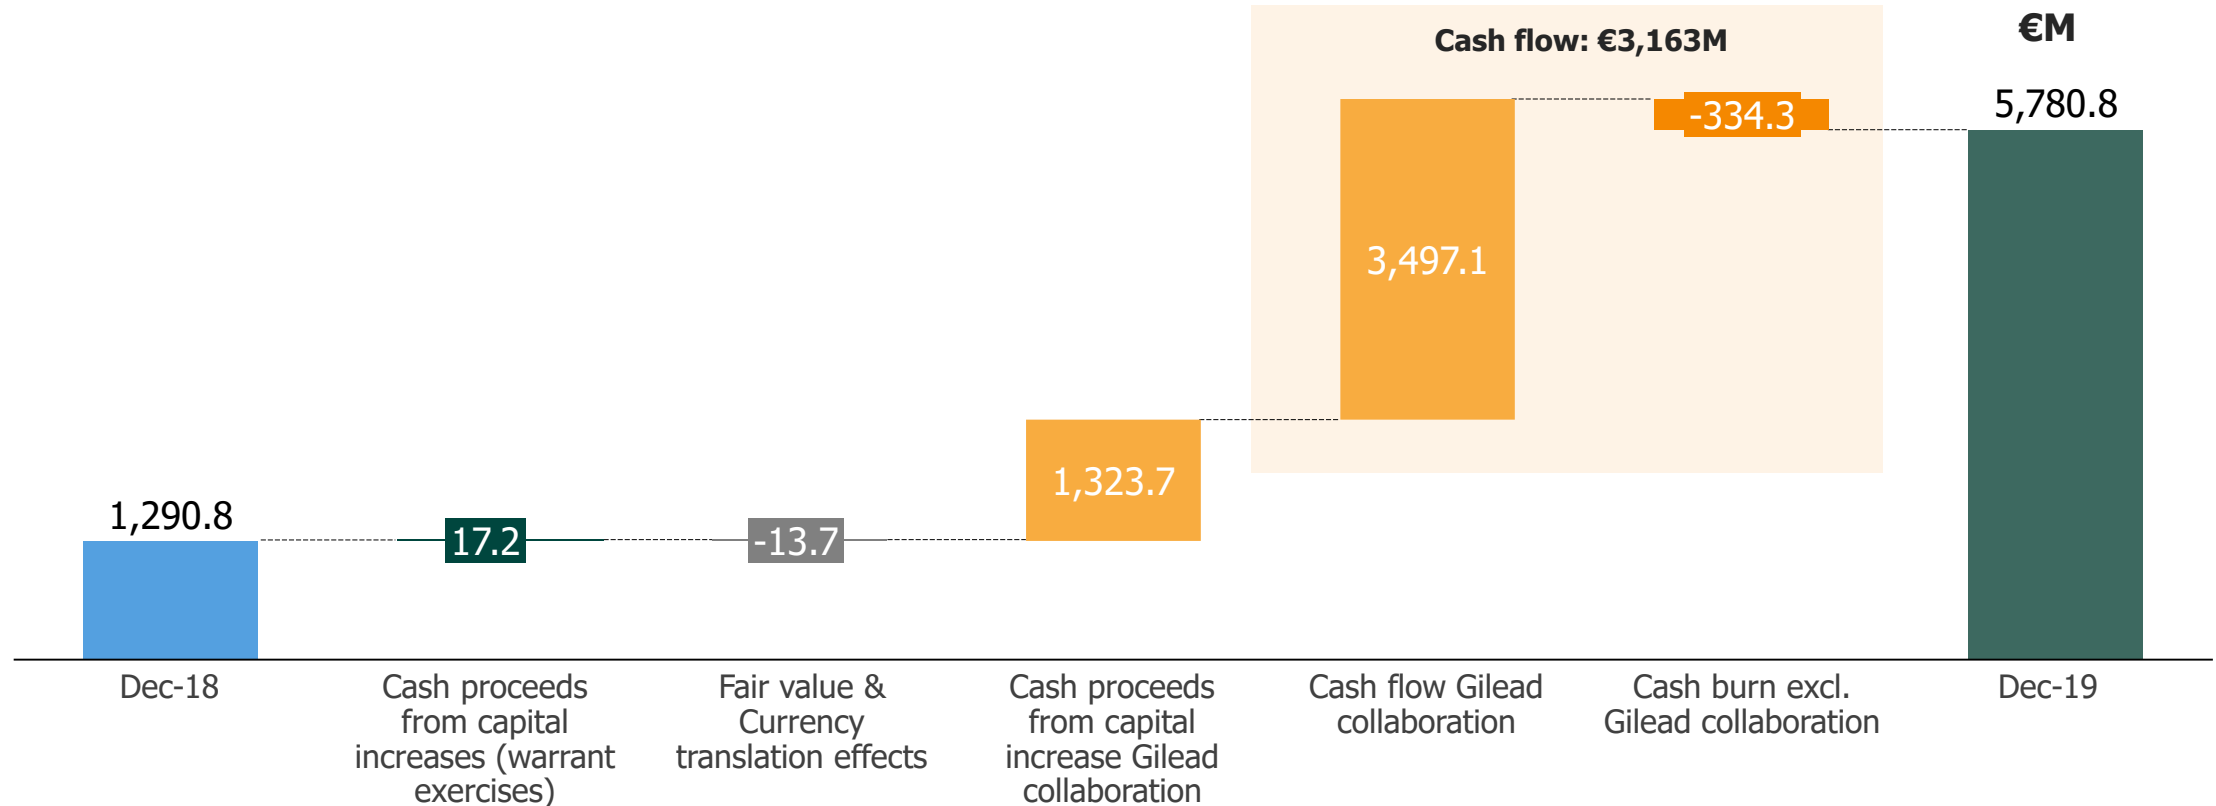 Cash flow: €3,163M
€M
1,290.8
17.2
-13.7
1,323.7
3,497.1
-334.3
5,780.8
Dec-18
Cash proceeds
from capital
increases (warrant
exercises)
Fair value &
Currency
translation effects
Cash proceeds
from capital
increase Gilead
collaboration
Cash flow Gilead
collaboration
Cash burn excl.
Gilead collaboration
Dec-19